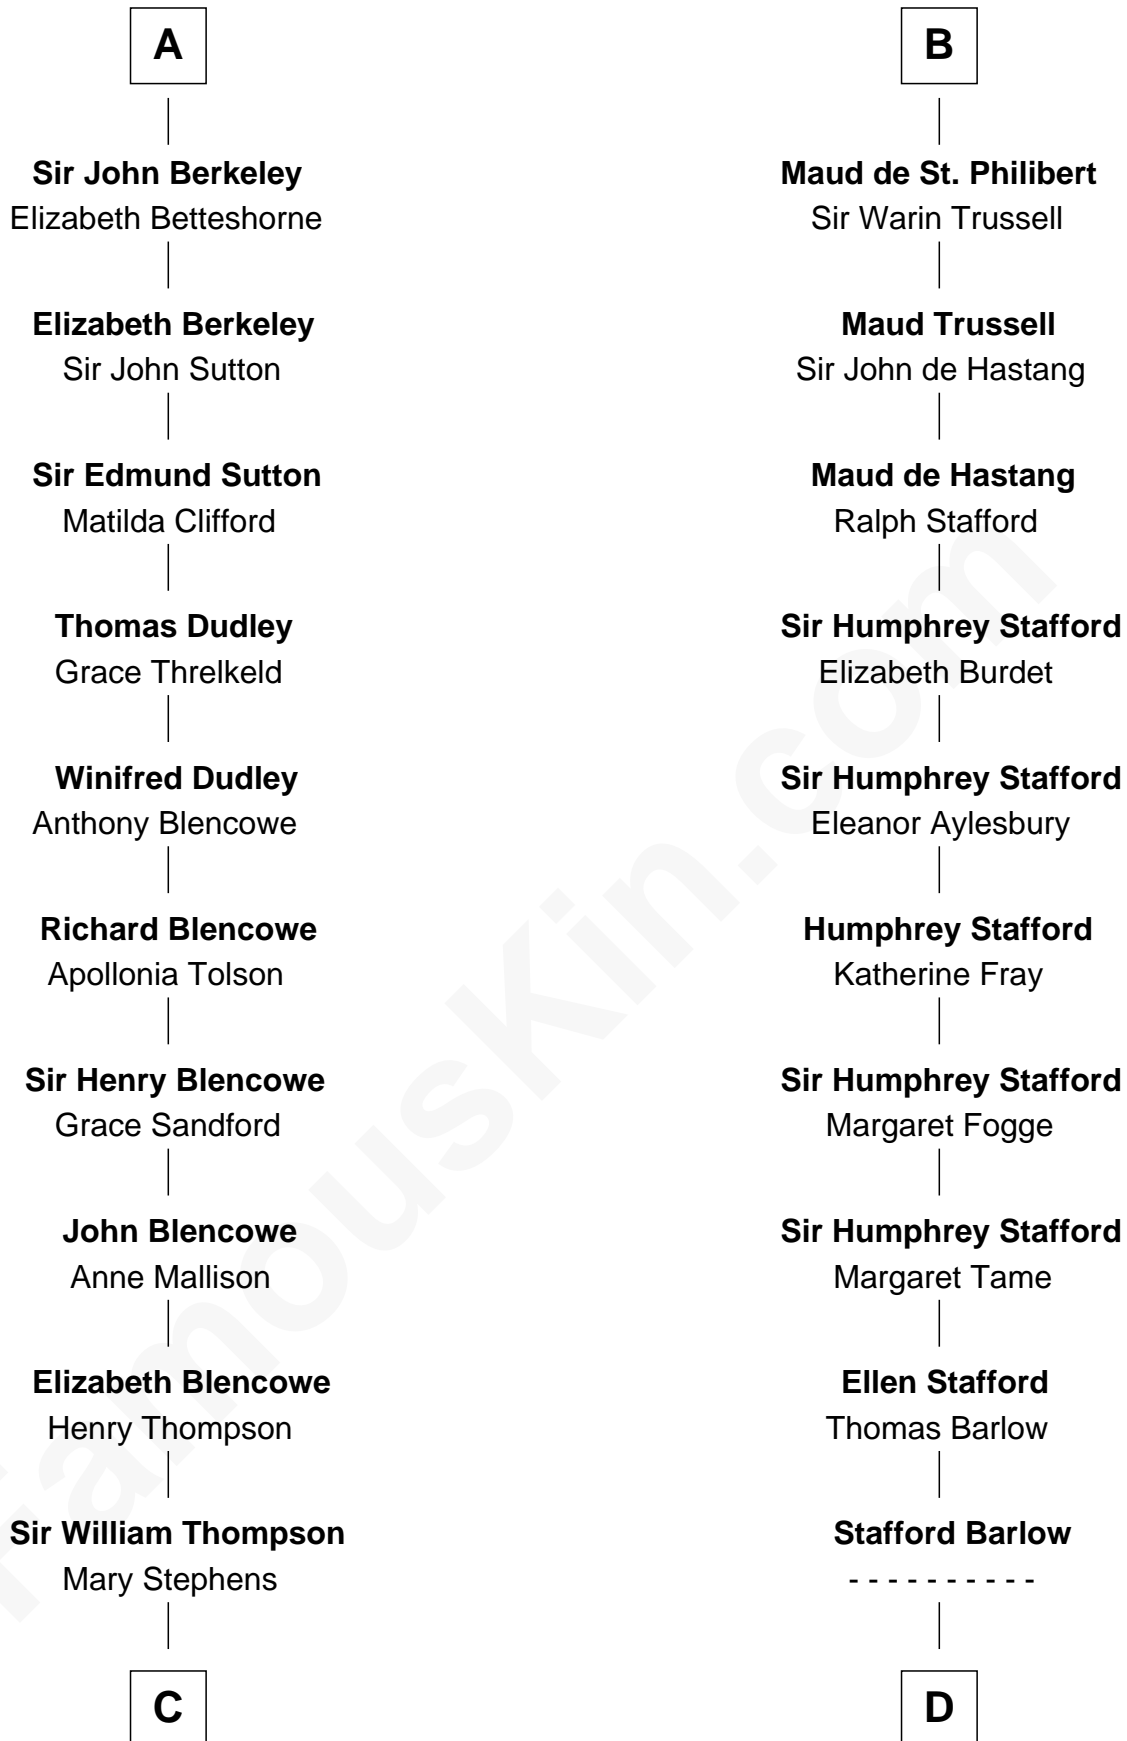 A
Sir John Berkeley
Elizabeth Betteshorne
Elizabeth Berkeley
Sir John Sutton
Sir Edmund Sutton
Matilda Clifford
Thomas Dudley
Grace Threlkeld
Winifred Dudley
Anthony Blencowe
Richard Blencowe
Apollonia Tolson
Sir Henry Blencowe
Grace Sandford
John Blencowe
Anne Mallison
Elizabeth Blencowe
Henry Thompson
Sir William Thompson
Mary Stephens
C
B
Maud de St. Philibert
Sir Warin Trussell
Maud Trussell
Sir John de Hastang
Maud de Hastang
Ralph Stafford
Sir Humphrey Stafford
Elizabeth Burdet
Sir Humphrey Stafford
Eleanor Aylesbury
Humphrey Stafford
Katherine Fray
Sir Humphrey Stafford
Margaret Fogge
Sir Humphrey Stafford
Margaret Tame
Ellen Stafford
Thomas Barlow
Stafford Barlow
- - - - - - - - - -
D
FamousKin.com